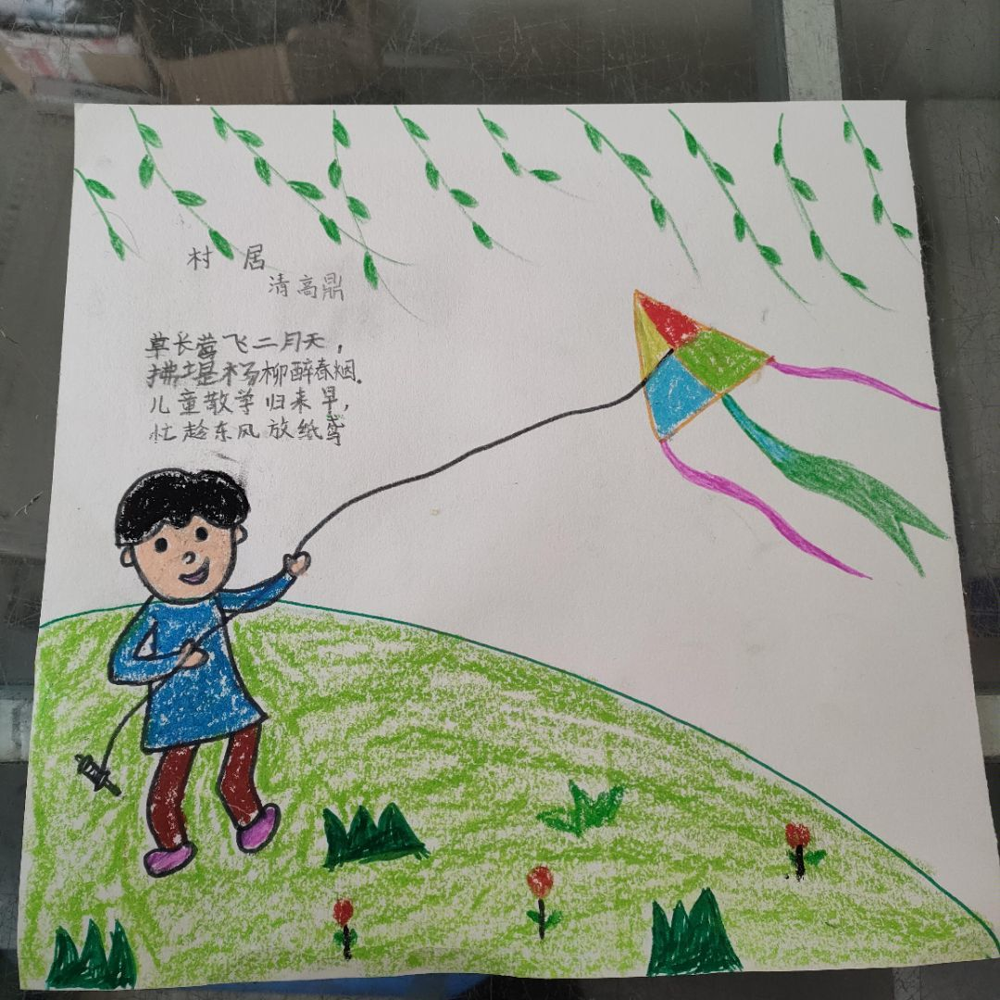 村 居
清高鼎
草长莺飞二月天，
拂堤杨柳醉春烟.
儿童散学归来早,
忙趁东风放纸鸢